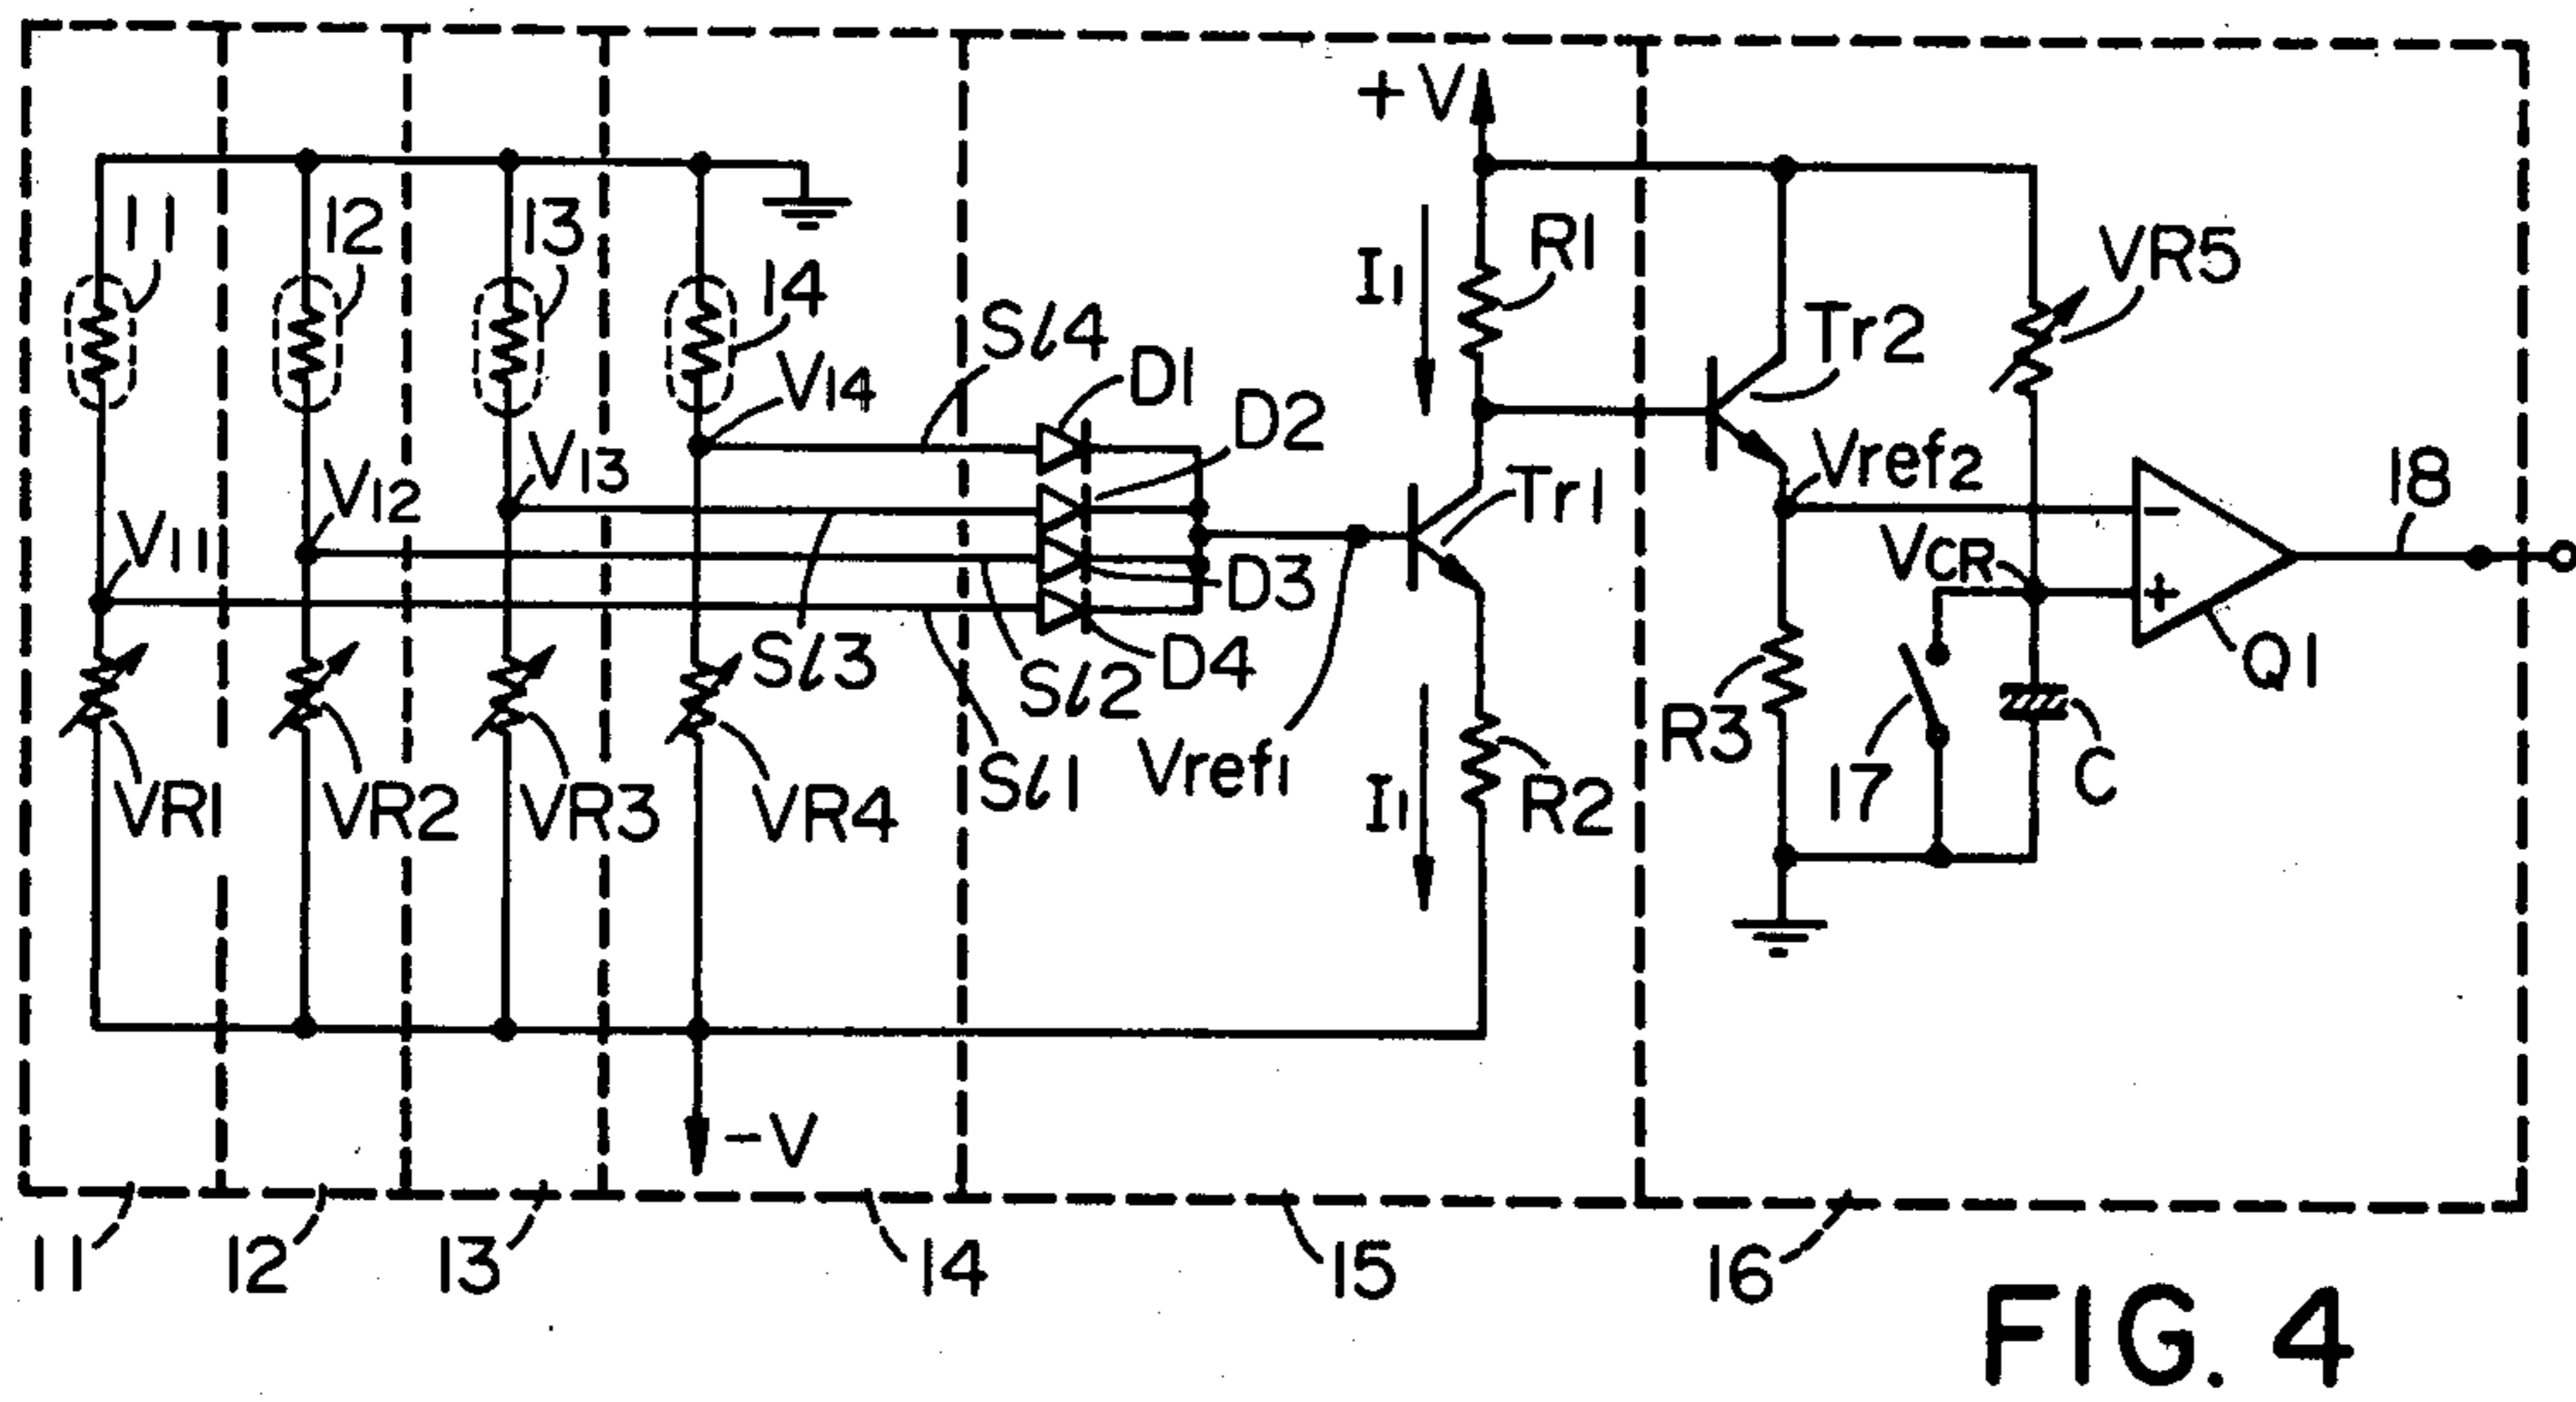 +V
11
12
13
14
I1
R1
VR5
Sl4
D1
Tr2
V14
D2
V13
Vref2
18
V12
Tr1
−
V11
VCR
D3
+
Sl3
Sl2
D4
Q1
R3
17
C
Sl1
Vref1
I1
R2
VR1
VR2
VR3
VR4
-V
11
12
13
14
15
16
FIG. 4